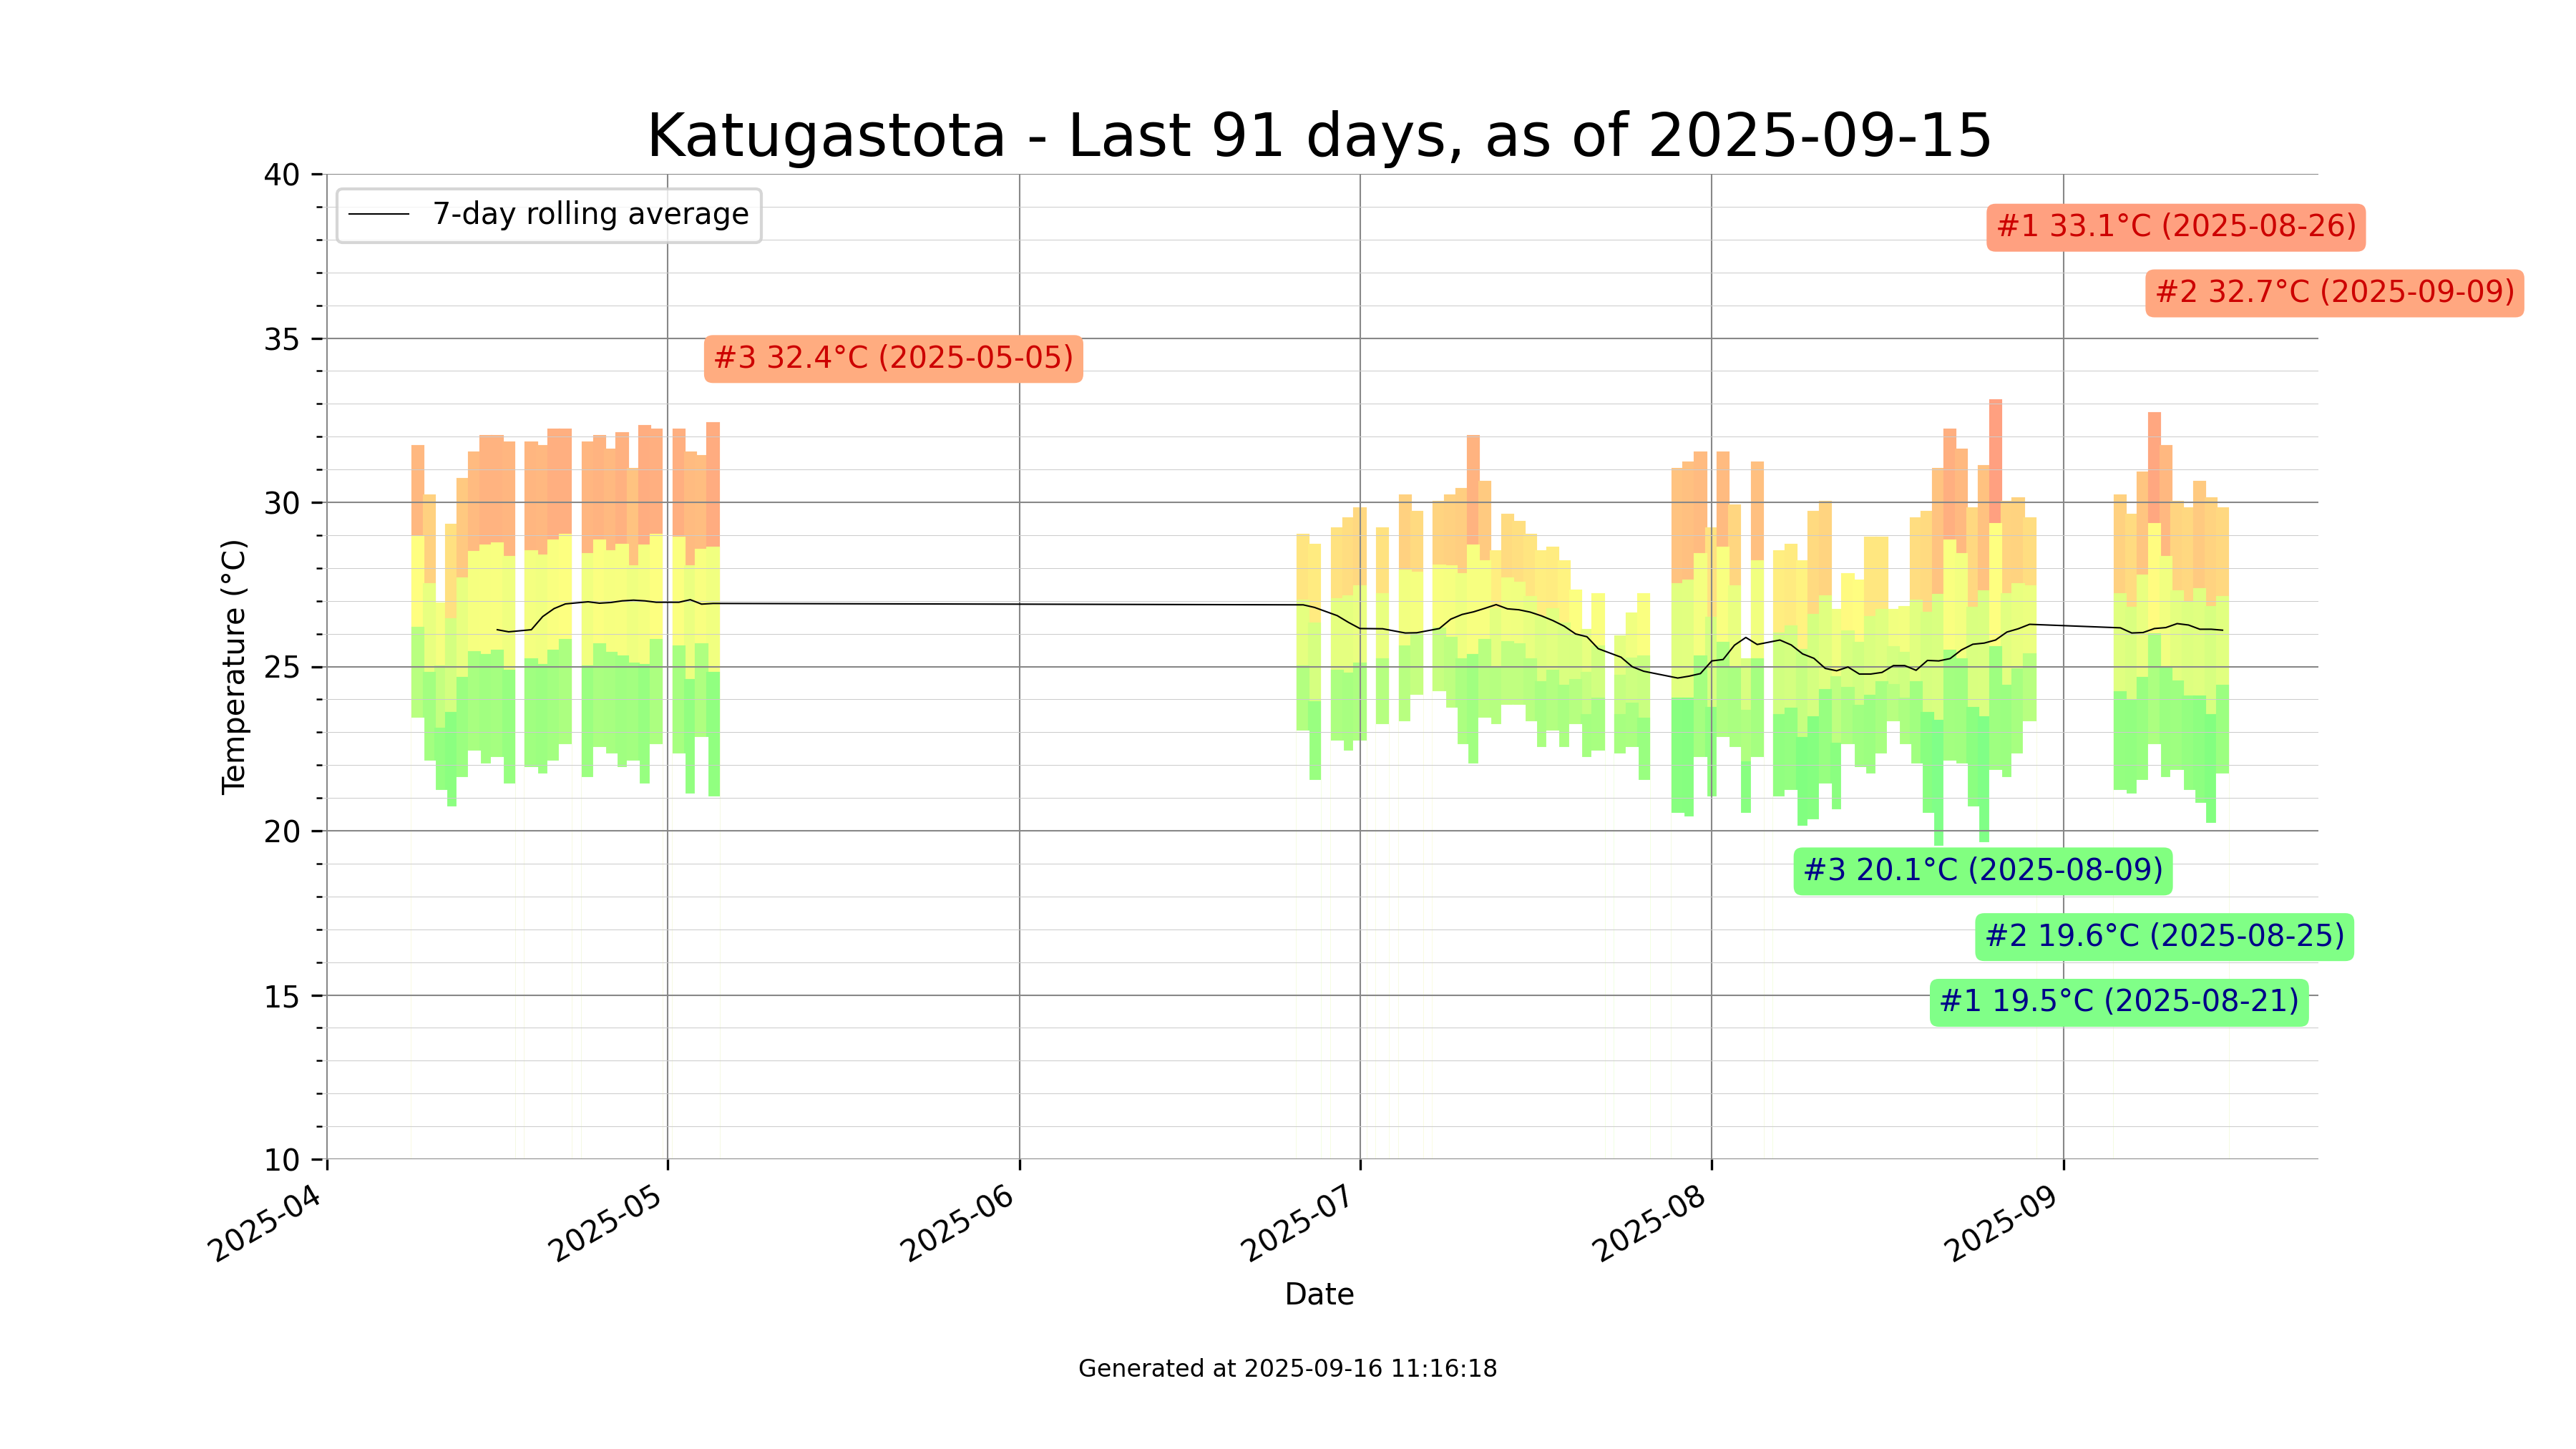 Katugastota - Last 91 days, as of 2025-09-15
7-day rolling average
#1 33.1°C (2025-08-26)
#2 32.7°C (2025-09-09)
#3 32.4°C (2025-05-05)
#3 20.1°C (2025-08-09)
#2 19.6°C (2025-08-25)
#1 19.5°C (2025-08-21)
Temperature (°C)
40
35
30
25
20
15
10
2025-04
2025-05
2025-06
2025-07
2025-08
2025-09
Date
Generated at 2025-09-16 11:16:18